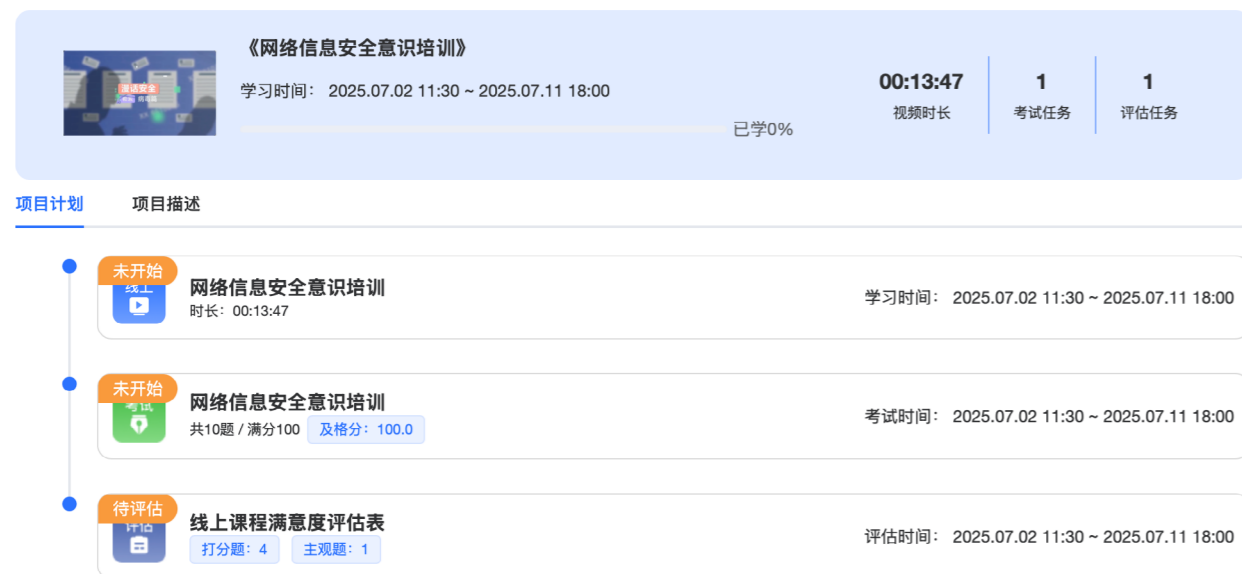 《网络信息安全意识培训》
学习时间： 2025.07.02 11:30 ~ 2025.07.11 18:00
已学0%
00:13:47
视频时长
1
考试任务
1
评估任务
漫话安全
项目计划
项目描述
未开始
线上
网络信息安全意识培训
时长：00:13:47
学习时间： 2025.07.02 11:30 ~ 2025.07.11 18:00
未开始
考试
网络信息安全意识培训
共10题 / 满分100 及格分：100.0
考试时间： 2025.07.02 11:30 ~ 2025.07.11 18:00
待评估
评估
线上课程满意度评估表
打分题：4 主观题：1
评估时间： 2025.07.02 11:30 ~ 2025.07.11 18:00